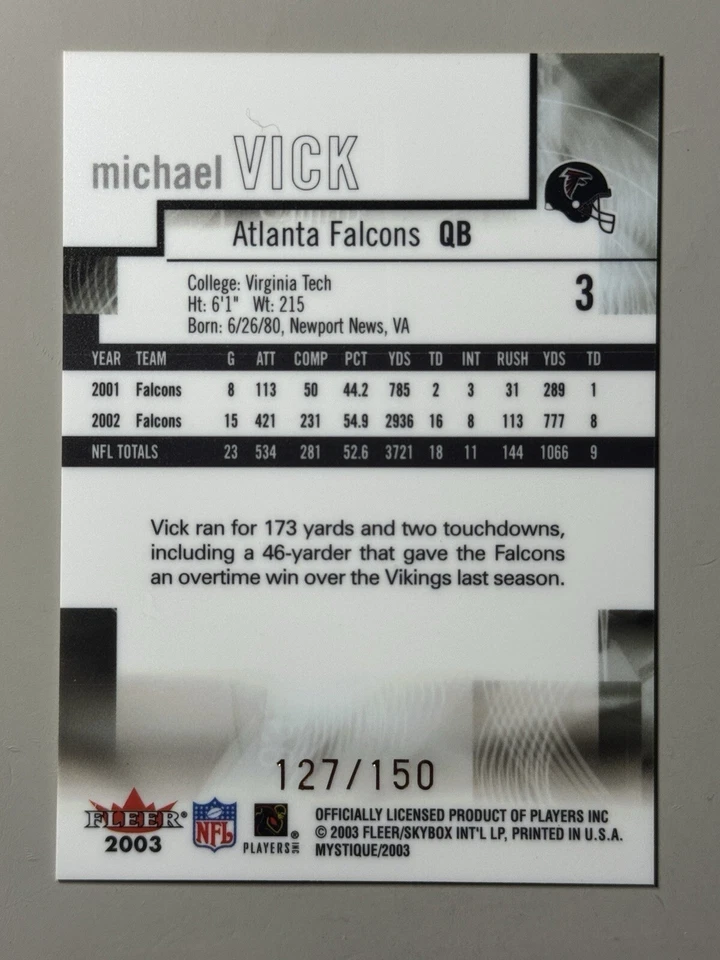 michael VICK
Atlanta Falcons QB
College: Virginia Tech
Ht: 6'1" Wt: 215
Born: 6/26/80, Newport News, VA
3
YEAR TEAM G ATT COMP PCT YDS TD INT RUSH YDS TD
2001 Falcons 8 113 50 44.2 785 2 3 31 289 1
2002 Falcons 15 421 231 54.9 2936 16 8 113 777 8
NFL TOTALS 23 534 281 52.6 3721 18 11 144 1066 9
Vick ran for 173 yards and two touchdowns,
including a 46-yarder that gave the Falcons
an overtime win over the Vikings last season.
127/150
FLEER®
2003
NFL
PLAYERS INC ®
OFFICIALLY LICENSED PRODUCT OF PLAYERS INC
© 2003 FLEER/SKYBOX INT'L LP, PRINTED IN U.S.A.
MYSTIQUE/2003